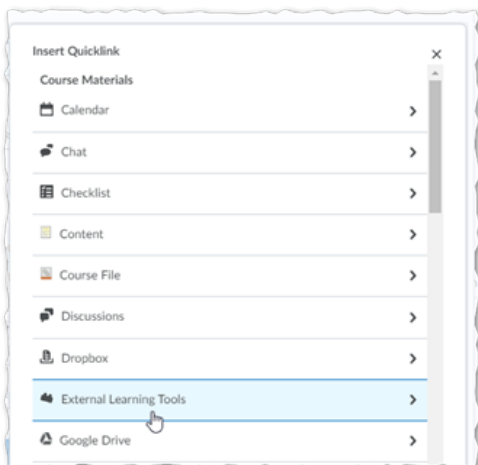 Insert Quicklink
Course Materials
Calendar
Chat
Checklist
Content
Course File
Discussions
Dropbox
External Learning Tools
Google Drive